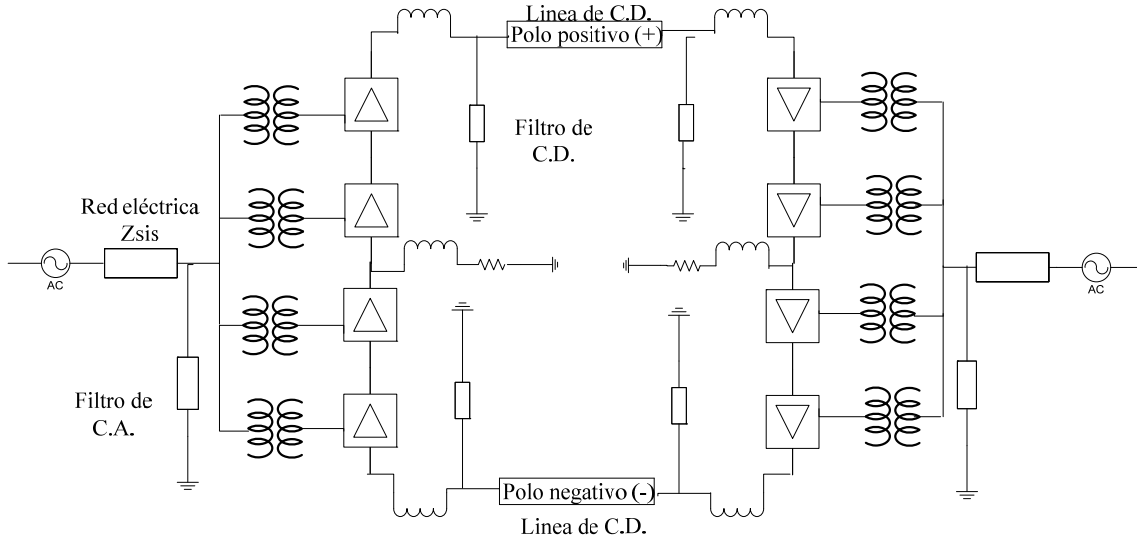 Linea de C.D.
Polo positivo (+)
Filtro de
C.D.
Red eléctrica
Zsis
AC
AC
Filtro de
C.A.
Polo negativo (-)
Linea de C.D.